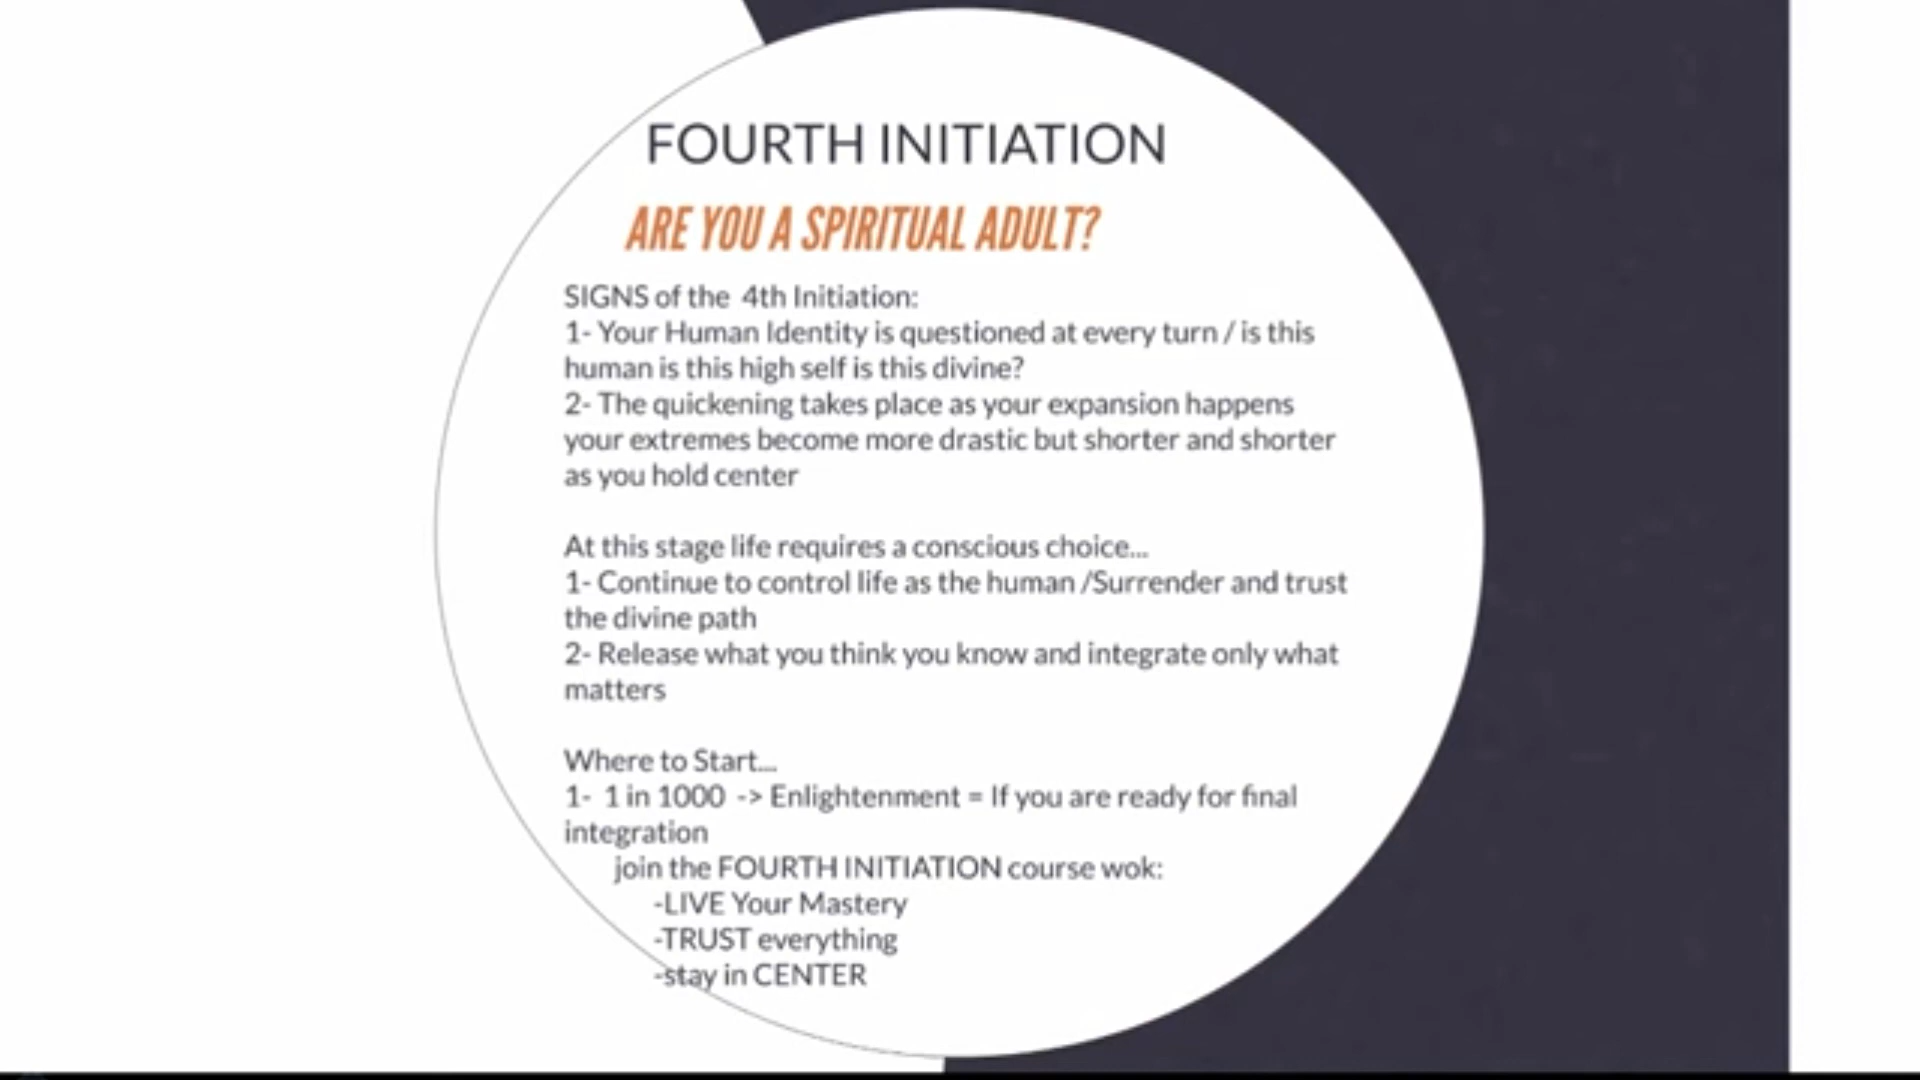 FOURTH INITIATION
ARE YOU A SPIRITUAL ADULT?
SIGNS of the 4th Initiation:
1- Your Human Identity is questioned at every turn / is this
human is this high self is this divine?
2- The quickening takes place as your expansion happens
your extremes become more drastic but shorter and shorter
as you hold center
At this stage life requires a conscious choice...
1- Continue to control life as the human /Surrender and trust
the divine path
2- Release what you think you know and integrate only what
matters
Where to Start...
1- 1 in 1000 -> Enlightenment = If you are ready for final
integration
join the FOURTH INITIATION course wok:
-LIVE Your Mastery
-TRUST everything
-stay in CENTER